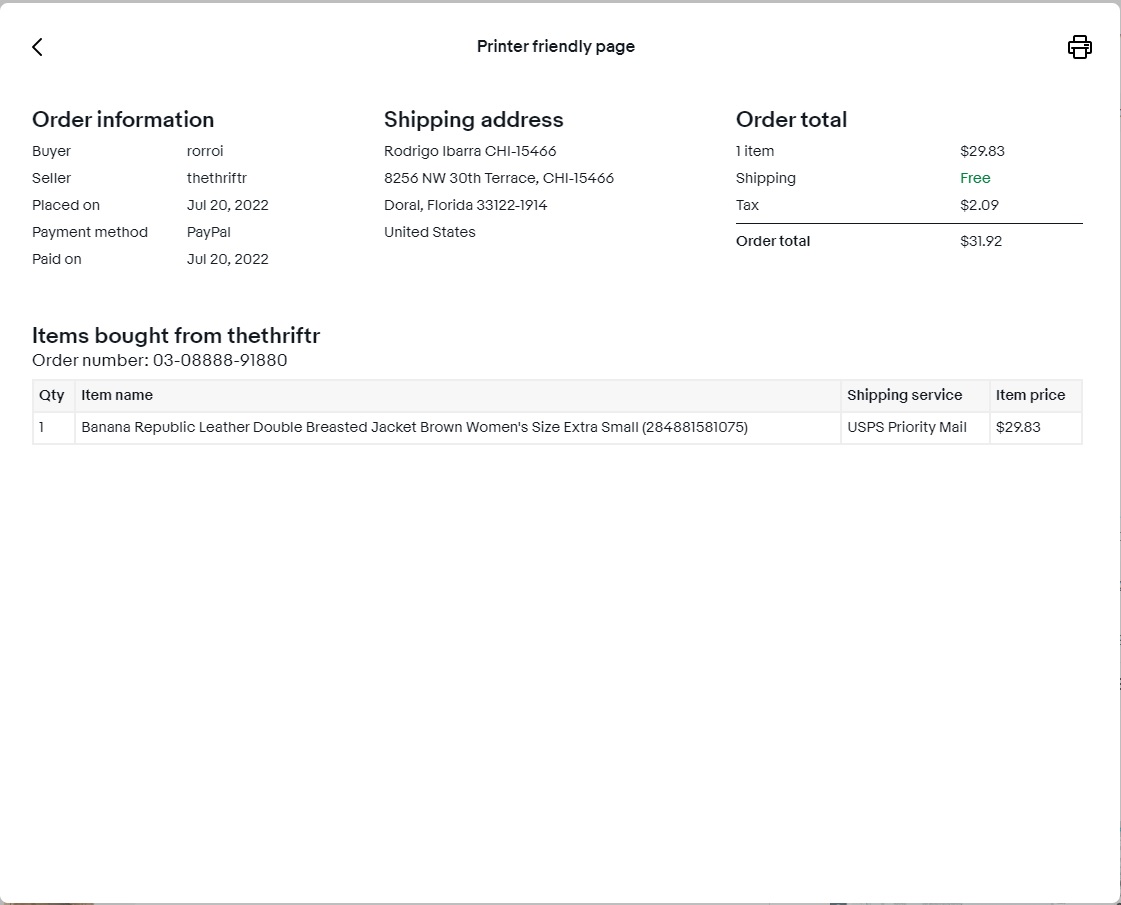 Printer friendly page
Order information
Buyer rorroi
Seller thethriftr
Placed on Jul 20, 2022
Payment method PayPal
Paid on Jul 20, 2022
Shipping address
Rodrigo Ibarra CHI-15466
8256 NW 30th Terrace, CHI-15466
Doral, Florida 33122-1914
United States
Order total
1 item $29.83
Shipping Free
Tax $2.09
Order total $31.92
Items bought from thethriftr
Order number: 03-08888-91880
Qty Item name Shipping service Item price
1 Banana Republic Leather Double Breasted Jacket Brown Women's Size Extra Small (284881581075) USPS Priority Mail $29.83